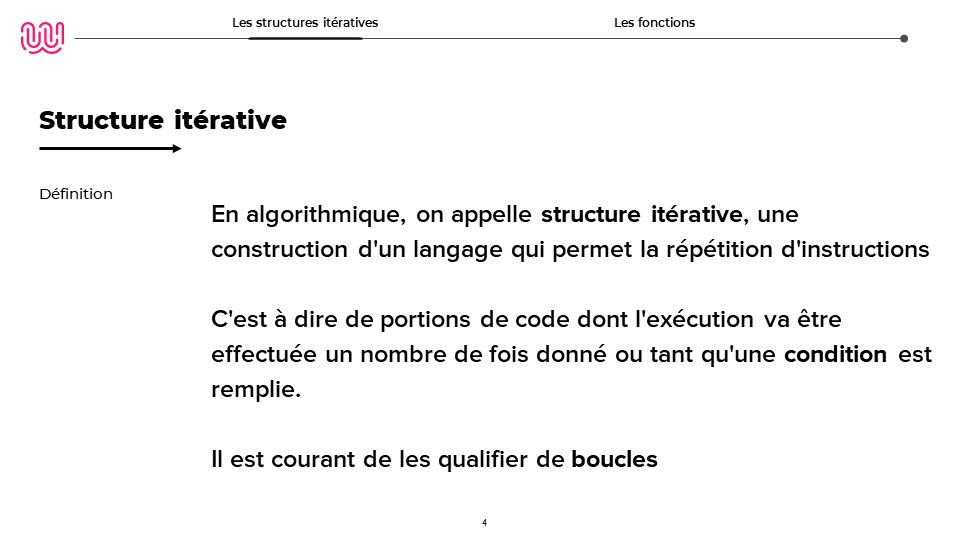 Les structures itératives
Les fonctions
Structure itérative
Définition
En algorithmique, on appelle structure itérative, une
construction d'un langage qui permet la répétition d'instructions
C'est à dire de portions de code dont l'exécution va être
effectuée un nombre de fois donné ou tant qu'une condition est
remplie.
Il est courant de les qualifier de boucles
4